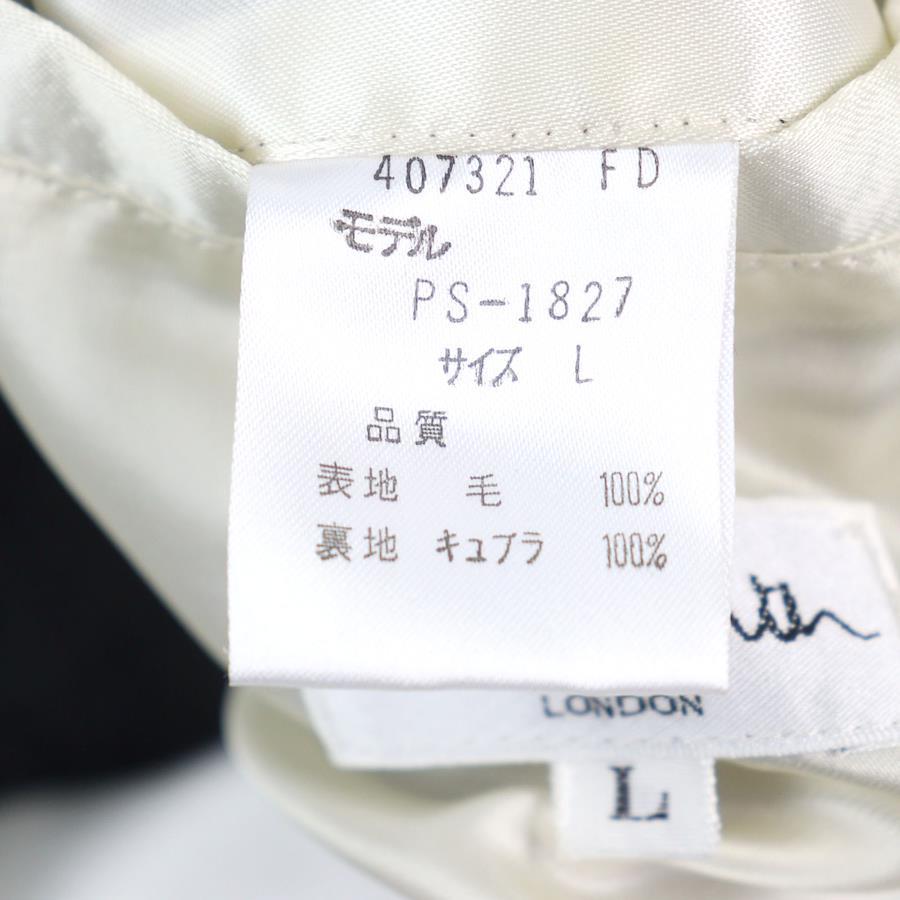 407321 FD
モデル
PS-1827
サイズ L
品質
表地 毛 100%
裏地 キュプラ 100%
LONDON
L